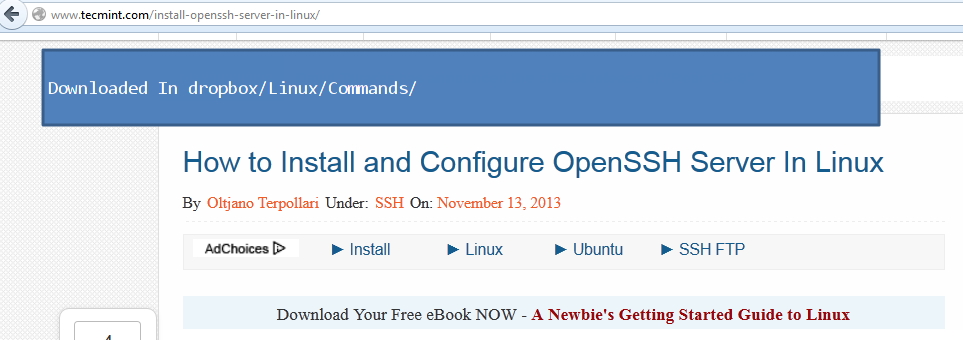 www.tecmint.com/install-openssh-server-in-linux/
Downloaded In dropbox/Linux/Commands/
How to Install and Configure OpenSSH Server In Linux
By Oltjano Terpollari Under: SSH On: November 13, 2013
AdChoices ► Install ► Linux ► Ubuntu ► SSH FTP
Download Your Free eBook NOW - A Newbie's Getting Started Guide to Linux